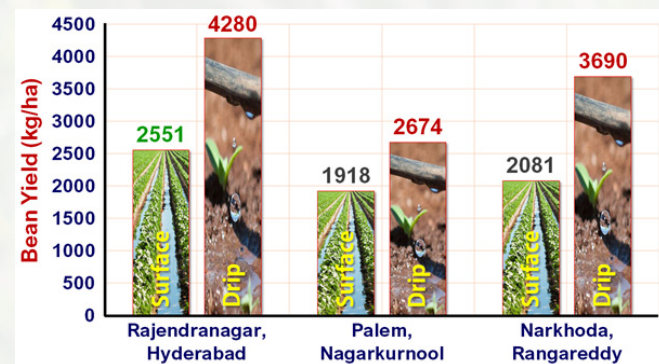 Bean Yield (kg/ha)
4500
4000
3500
3000
2500
2000
1500
1000
500
0
2551
4280
1918
2674
2081
3690
Surface
Drip
Surface
Drip
Surface
Drip
Rajendranagar,
Hyderabad
Palem,
Nagarkurnool
Narkhoda,
Rangareddy